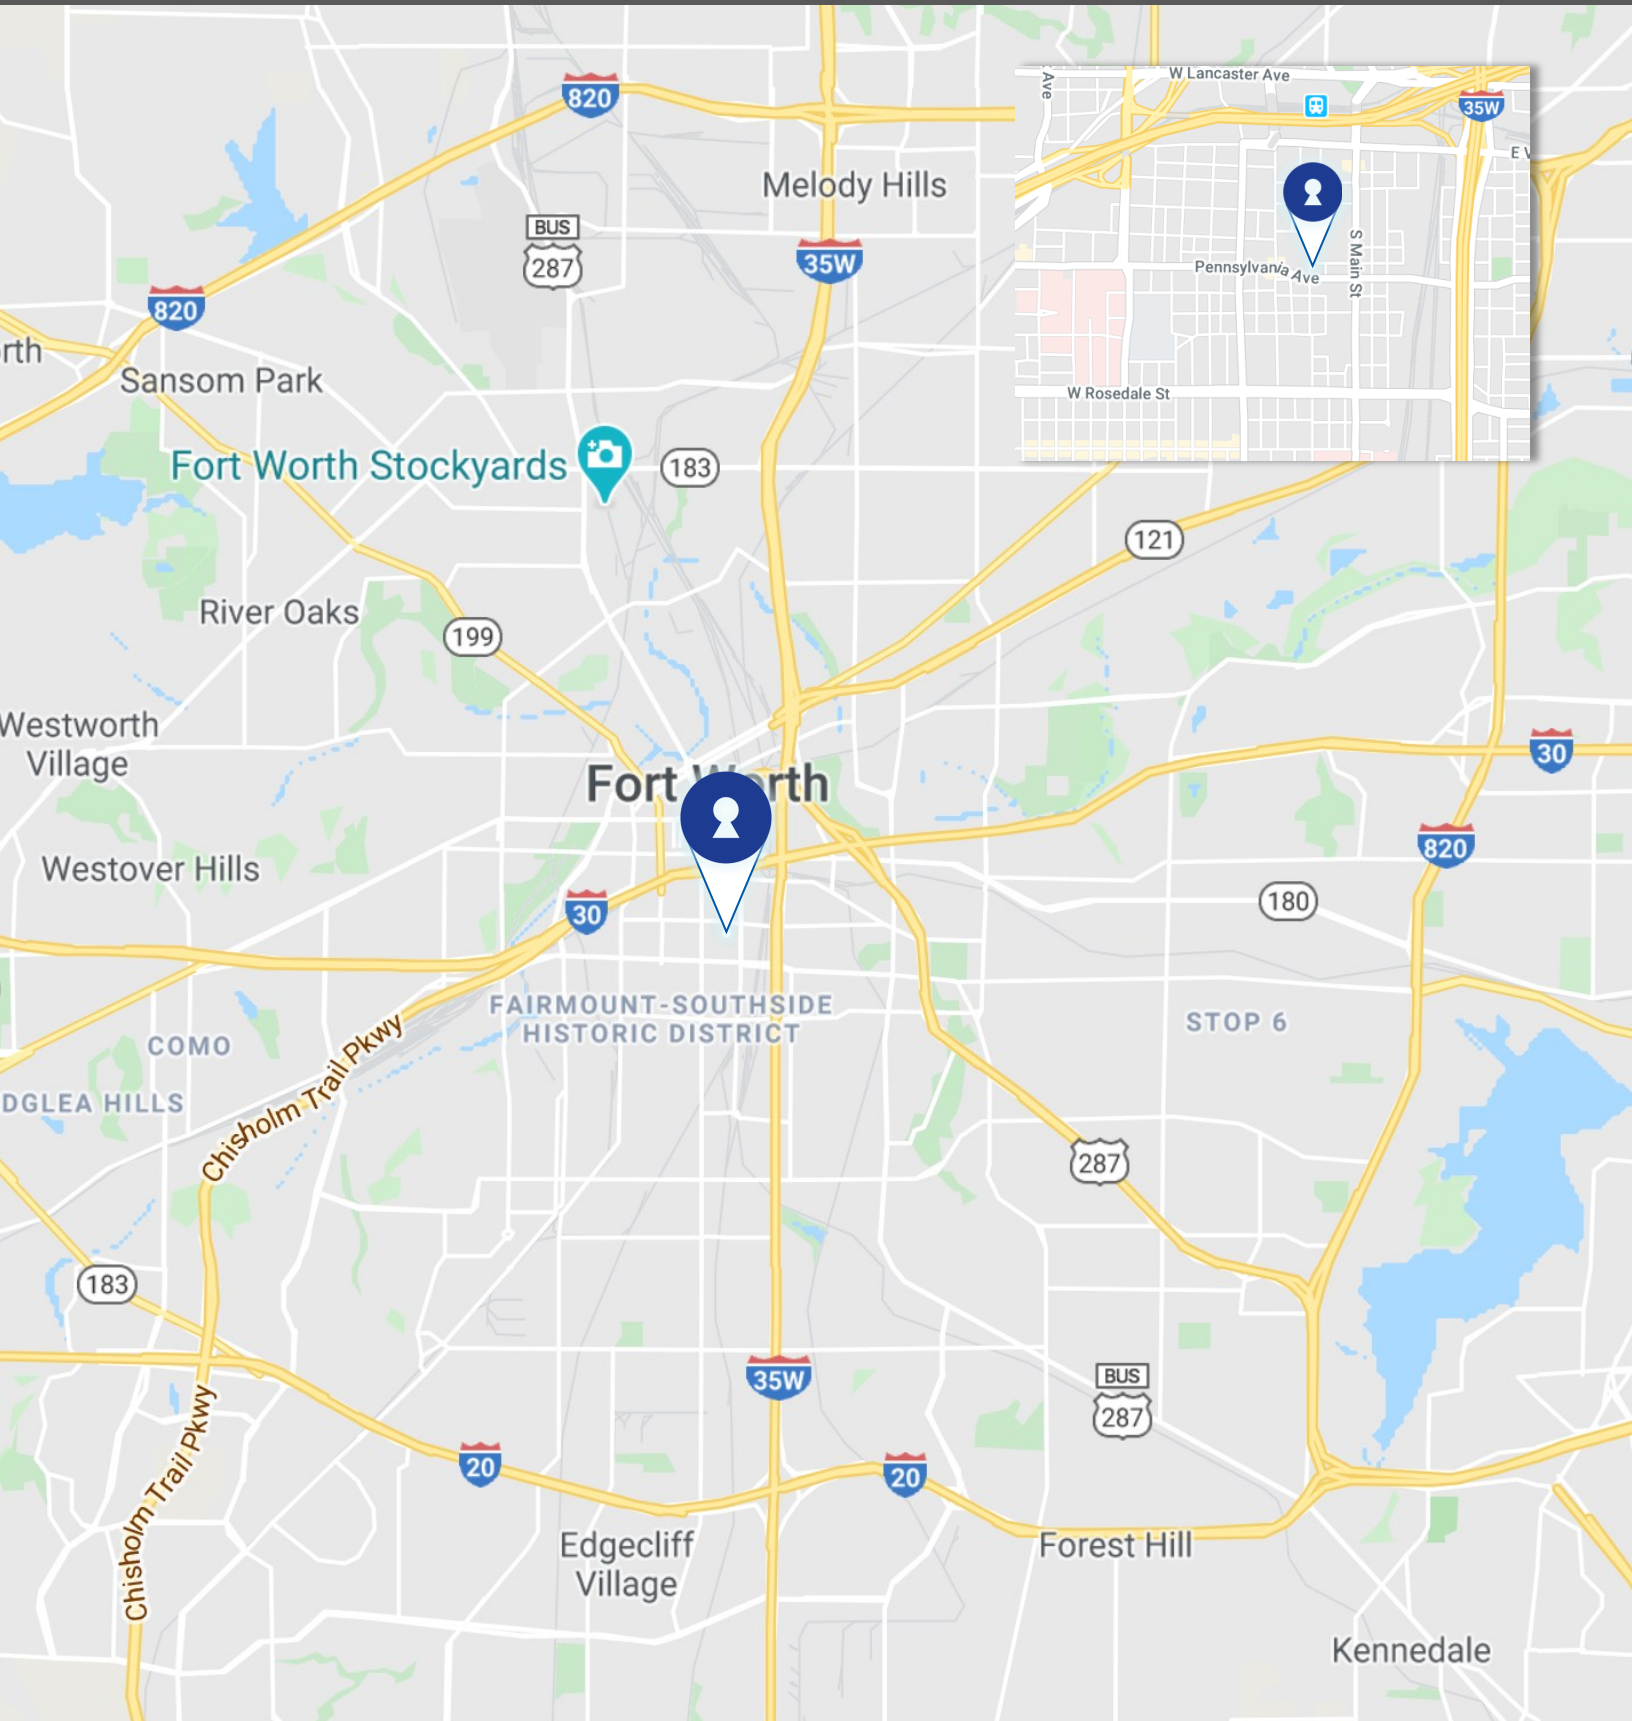 820
W Lancaster Ave
Ave
35W
E
Melody Hills
BUS
287
35W
Pennsylvania Ave
S Main St
820
rth
Sansom Park
W Rosedale St
Fort Worth Stockyards
183
121
River Oaks
199
Westworth
Village
30
Fort W rth
820
Westover Hills
180
30
FAIRMOUNT-SOUTHSIDE
HISTORIC DISTRICT
STOP 6
COMO
Chisholm Trail Pkwy
DGLEA HILLS
287
183
35W
BUS
287
Chisholm Trail Pkwy
20
20
Edgecliff
Village
Forest Hill
Kennedale